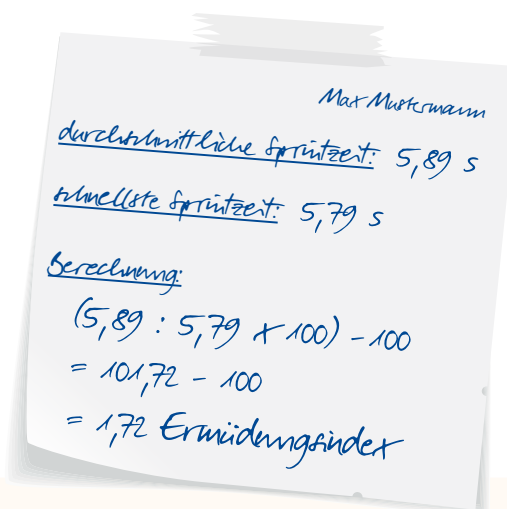 Max Mustermann
durchschnittliche Sprintzeit: 5,89 s
schnellste Sprintzeit: 5,79 s
Berechnung:
(5,89 : 5,79 x 100) - 100
= 101,72 - 100
= 1,72 Ermüdungsindex